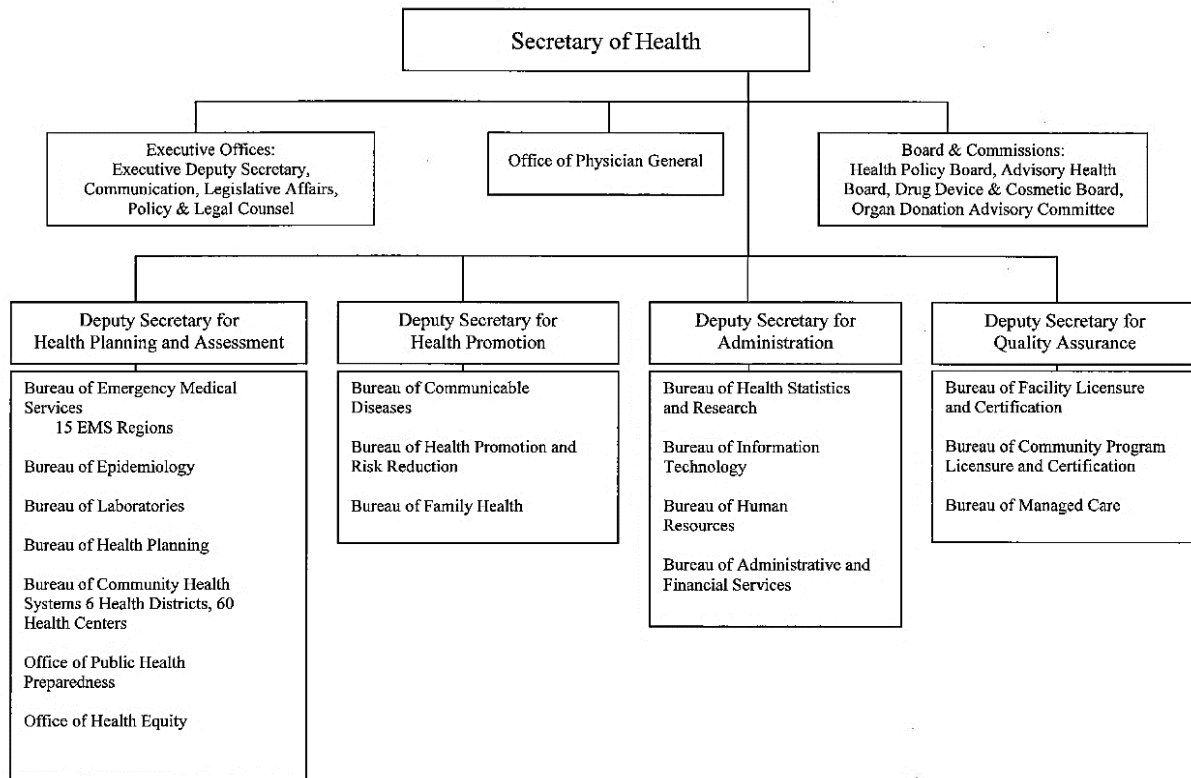 Secretary of Health
Executive Offices:
Executive Deputy Secretary,
Communication, Legislative Affairs,
Policy & Legal Counsel
Office of Physician General
Board & Commissions:
Health Policy Board, Advisory Health
Board, Drug Device & Cosmetic Board,
Organ Donation Advisory Committee
Deputy Secretary for
Health Planning and Assessment
Bureau of Emergency Medical
Services
15 EMS Regions
Bureau of Epidemiology
Bureau of Laboratories
Bureau of Health Planning
Bureau of Community Health
Systems 6 Health Districts, 60
Health Centers
Office of Public Health
Preparedness
Office of Health Equity
Deputy Secretary for
Health Promotion
Bureau of Communicable
Diseases
Bureau of Health Promotion and
Risk Reduction
Bureau of Family Health
Deputy Secretary for
Administration
Bureau of Health Statistics
and Research
Bureau of Information
Technology
Bureau of Human
Resources
Bureau of Administrative and
Financial Services
Deputy Secretary for
Quality Assurance
Bureau of Facility Licensure
and Certification
Bureau of Community Program
Licensure and Certification
Bureau of Managed Care